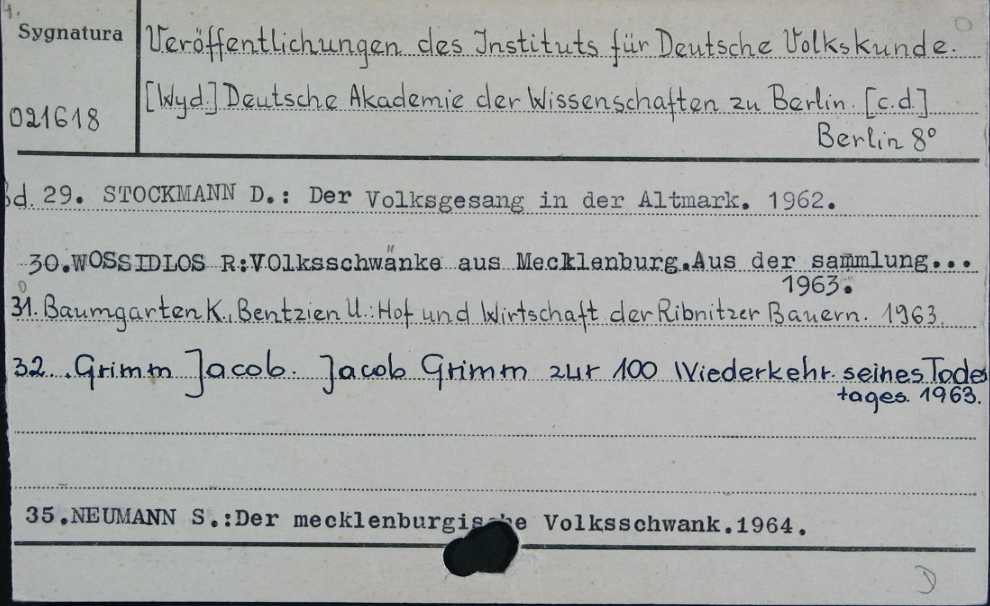 Sygnatura
021618
Veröffentlichungen des Instituts für Deutsche Volkskunde.
[Wyd.] Deutsche Akademie der Wissenschaften zu Berlin. [c.d.]
Berlin 8°
Bd. 29. STOCKMANN D.: Der Volksgesang in der Altmark. 1962.
30.WOSSIDLOS R:VOlksschwänke aus Mecklenburg.Aus der sammlung...
1963.
31. Baumgarten K., Bentzien U.: Hof und Wirtschaft der Ribnitzer Bauern. 1963.
32. Grimm Jacob. Jacob Grimm zur 100 Wiederkehr seines Todes
tages. 1963.
35.NEUMANN S.:Der mecklenburgische Volksschwank.1964.
D